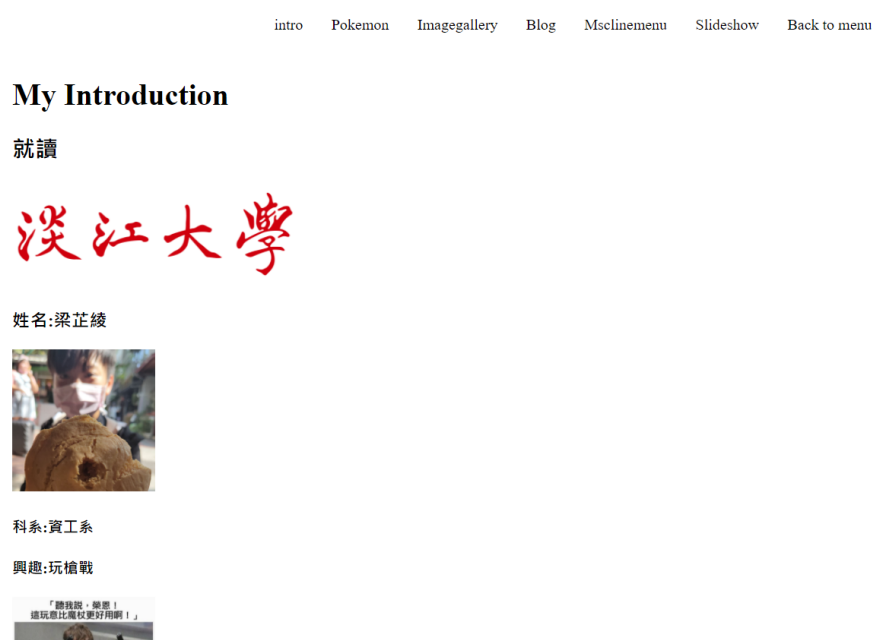 intro Pokemon Imagegallery Blog Msclinemenu Slideshow Back to menu
My Introduction
就讀
淡江大學
姓名:梁芷綾
科系:資工系
興趣:玩槍戰
「聽我説，榮恩！
這玩意比魔杖更好用啊！」